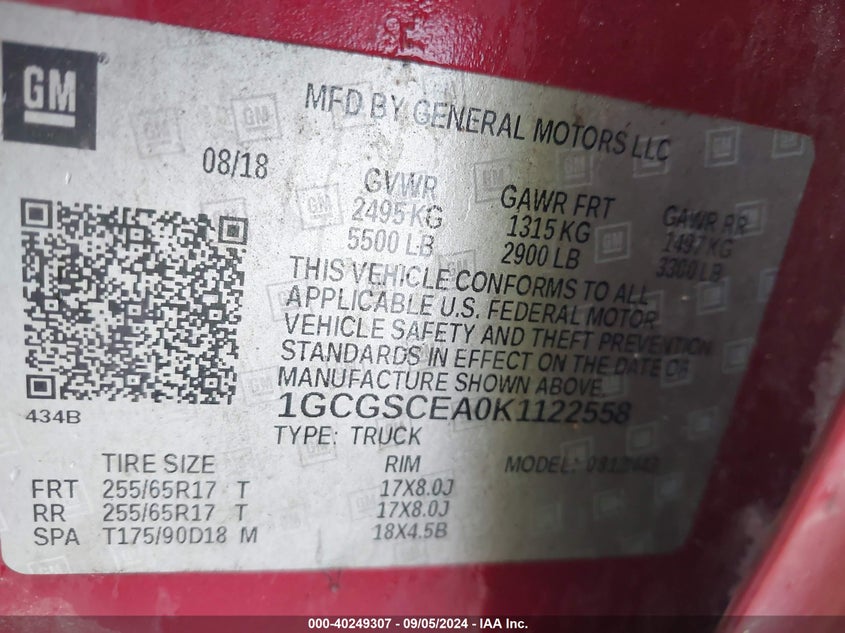 GM
MFD BY GENERAL MOTORS LLC
08/18
GVWR
2495 KG
5500 LB
GAWR FRT
1315 KG
2900 LB
GAWR RR
1497 KG
3300 LB
THIS VEHICLE CONFORMS TO ALL
APPLICABLE U.S. FEDERAL MOTOR
VEHICLE SAFETY AND THEFT PREVENTION
STANDARDS IN EFFECT ON THE DATE OF
MANUFACTURE SHOWN ABOVE.
434B
1GCGSCEA0K1122558
TYPE: TRUCK
TIRE SIZE RIM MODEL:
FRT 255/65R17 T 17X8.0J
RR 255/65R17 T 17X8.0J
SPA T175/90D18 M 18X4.5B
000-40249307 - 09/05/2024 - IAA Inc.